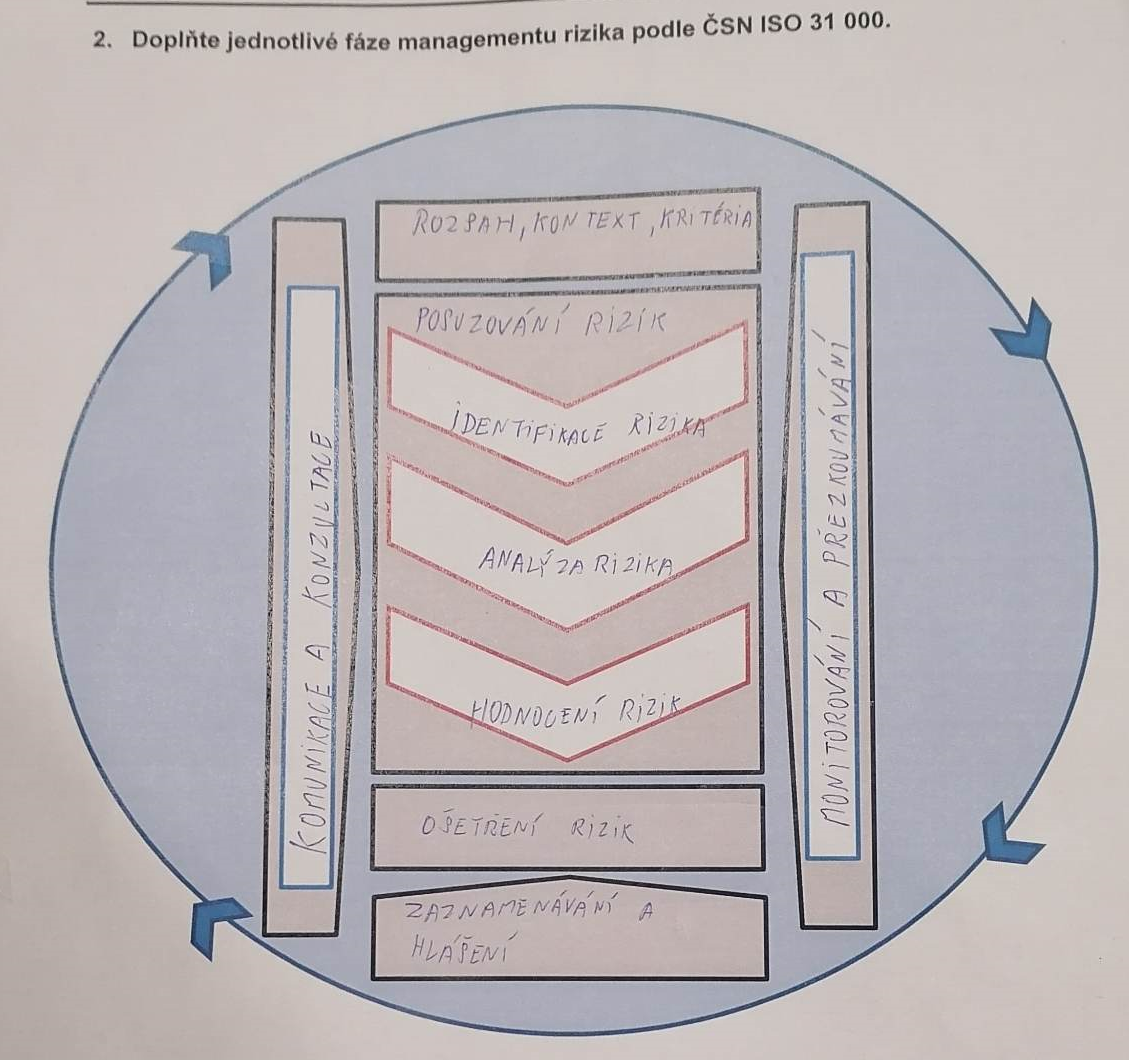 2. Doplňte jednotlivé fáze managementu rizika podle ČSN ISO 31 000.
ROZSAH, KONTEXT, KRITÉRIA
POSUZOVÁNÍ RIZIK
IDENTIFIKACE RIZIKA
ANALÝZA RIZIKA
HODNOCENÍ RIZIK
OŠETŘENÍ RIZIK
ZAZNAMENÁVÁNÍ A
HLÁŠENÍ
KOMUNIKACE A KONZULTACE
MONITOROVÁNÍ A PŘEZKOUMÁVÁNÍ